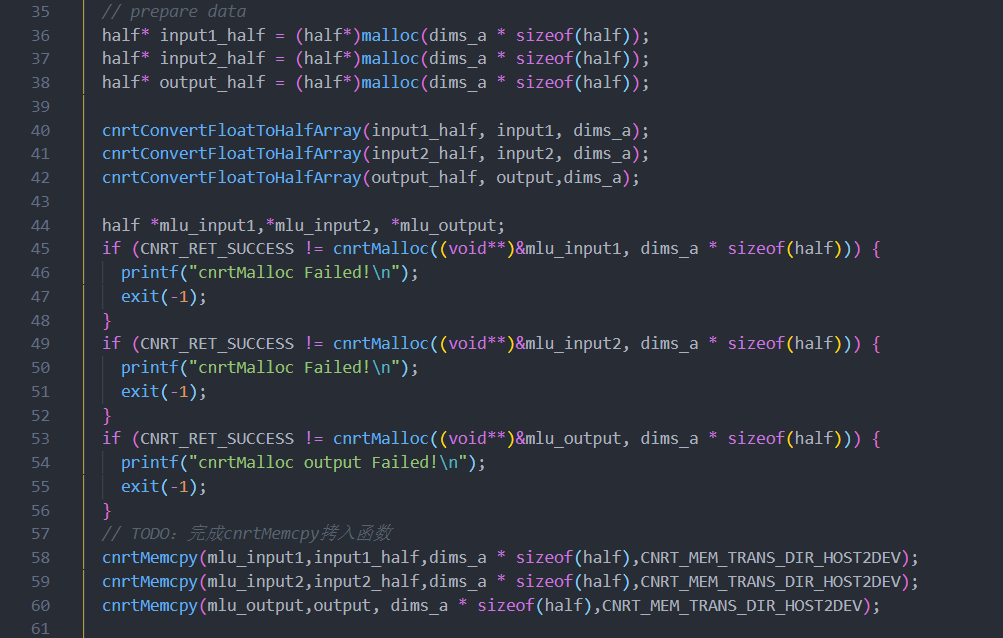 35 // prepare data
36 half* input1_half = (half*)malloc(dims_a * sizeof(half));
37 half* input2_half = (half*)malloc(dims_a * sizeof(half));
38 half* output_half = (half*)malloc(dims_a * sizeof(half));
39
40 cnrtConvertFloatToHalfArray(input1_half, input1, dims_a);
41 cnrtConvertFloatToHalfArray(input2_half, input2, dims_a);
42 cnrtConvertFloatToHalfArray(output_half, output,dims_a);
43
44 half *mlu_input1,*mlu_input2, *mlu_output;
45 if (CNRT_RET_SUCCESS != cnrtMalloc((void**)&mlu_input1, dims_a * sizeof(half))) {
46   printf("cnrtMalloc Failed!\n");
47   exit(-1);
48 }
49 if (CNRT_RET_SUCCESS != cnrtMalloc((void**)&mlu_input2, dims_a * sizeof(half))) {
50   printf("cnrtMalloc Failed!\n");
51   exit(-1);
52 }
53 if (CNRT_RET_SUCCESS != cnrtMalloc((void**)&mlu_output, dims_a * sizeof(half))) {
54   printf("cnrtMalloc output Failed!\n");
55   exit(-1);
56 }
57 // TODO：完成cnrtMemcpy拷入函数
58 cnrtMemcpy(mlu_input1,input1_half,dims_a * sizeof(half),CNRT_MEM_TRANS_DIR_HOST2DEV);
59 cnrtMemcpy(mlu_input2,input2_half,dims_a * sizeof(half),CNRT_MEM_TRANS_DIR_HOST2DEV);
60 cnrtMemcpy(mlu_output,output, dims_a * sizeof(half),CNRT_MEM_TRANS_DIR_HOST2DEV);
61